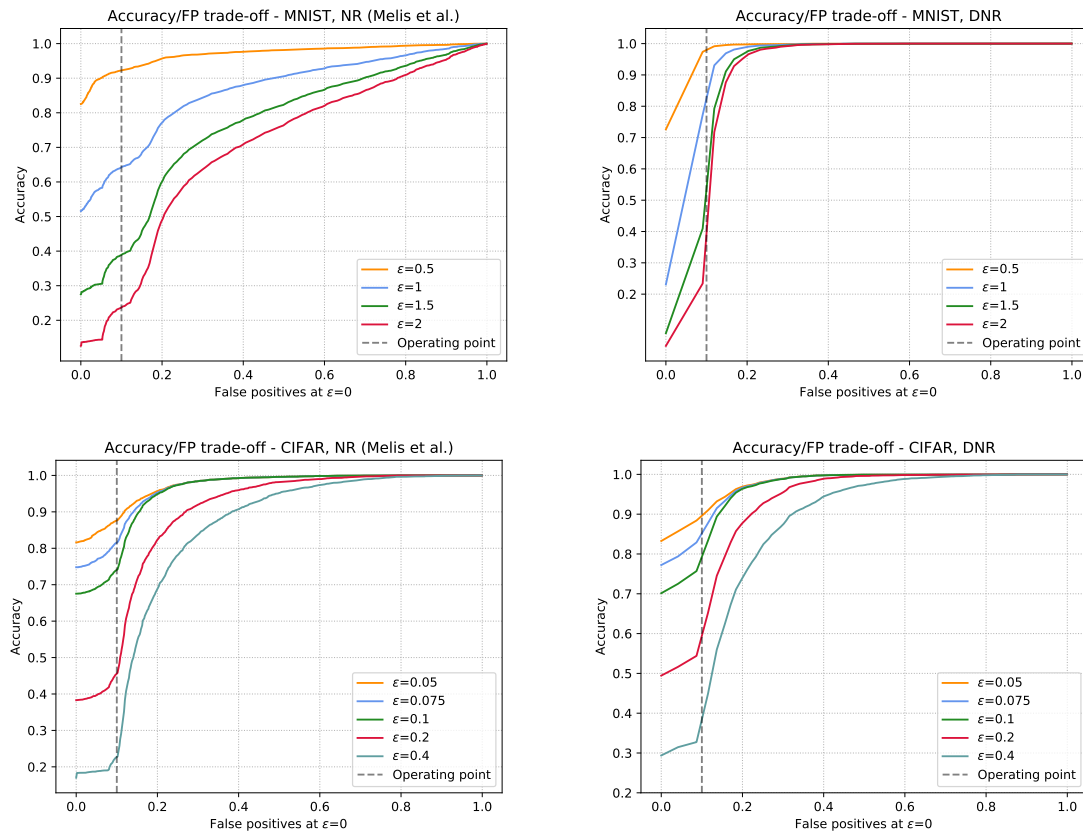 Accuracy/FP trade-off - MNIST, NR (Melis et al.)
1.0
0.9
0.8
0.7
0.6
0.5
0.4
0.3
0.2
Accuracy
0.0 0.2 0.4 0.6 0.8 1.0
False positives at ε=0
ε=0.5
ε=1
ε=1.5
ε=2
Operating point
Accuracy/FP trade-off - MNIST, DNR
1.0
0.9
0.8
0.7
0.6
0.5
0.4
0.3
0.2
Accuracy
0.0 0.2 0.4 0.6 0.8 1.0
False positives at ε=0
ε=0.5
ε=1
ε=1.5
ε=2
Operating point
Accuracy/FP trade-off - CIFAR, NR (Melis et al.)
1.0
0.9
0.8
0.7
0.6
0.5
0.4
0.3
0.2
Accuracy
0.0 0.2 0.4 0.6 0.8 1.0
False positives at ε=0
ε=0.05
ε=0.075
ε=0.1
ε=0.2
ε=0.4
Operating point
Accuracy/FP trade-off - CIFAR, DNR
1.0
0.9
0.8
0.7
0.6
0.5
0.4
0.3
0.2
Accuracy
0.0 0.2 0.4 0.6 0.8 1.0
False positives at ε=0
ε=0.05
ε=0.075
ε=0.1
ε=0.2
ε=0.4
Operating point